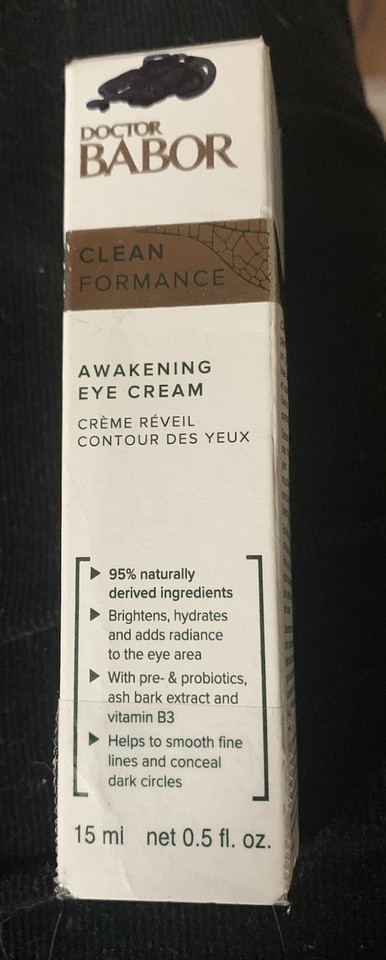 DOCTOR
BABOR
CLEAN
FORMANCE
AWAKENING
EYE CREAM
CRÈME RÉVEIL
CONTOUR DES YEUX
95% naturally
derived ingredients
Brightens, hydrates
and adds radiance
to the eye area
With pre- & probiotics,
ash bark extract and
vitamin B3
Helps to smooth fine
lines and conceal
dark circles
15 ml net 0.5 fl. oz.